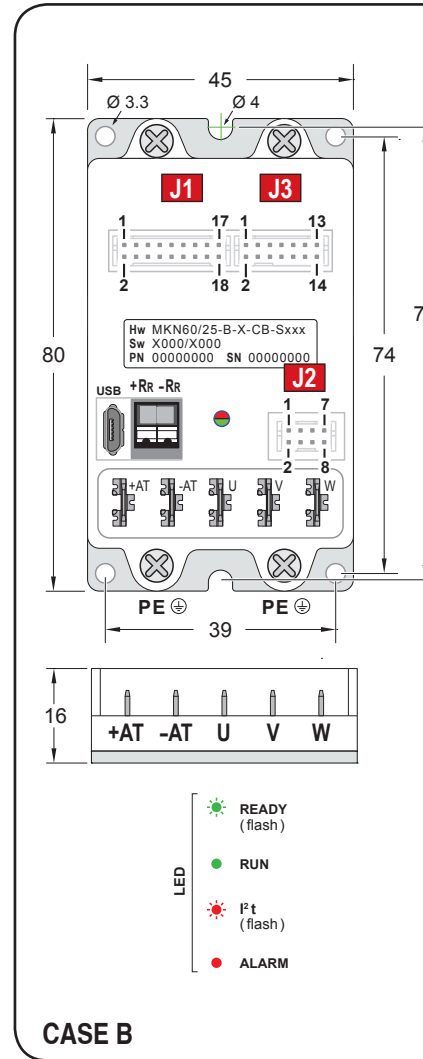 45
Ø 3.3
Ø 4
J1
J3
1 17 1 13
2 18 2 14
80
74
7
Hw MKN60/25-B-X-CB-Sxxx
Sw X000/X000
PN 00000000 SN 00000000
J2
USB +RR -RR
1 7
2 8
+AT -AT U V W
PE PE
39
16
+AT -AT U V W
LED
READY
(flash)
RUN
I²t
(flash)
ALARM
CASE B